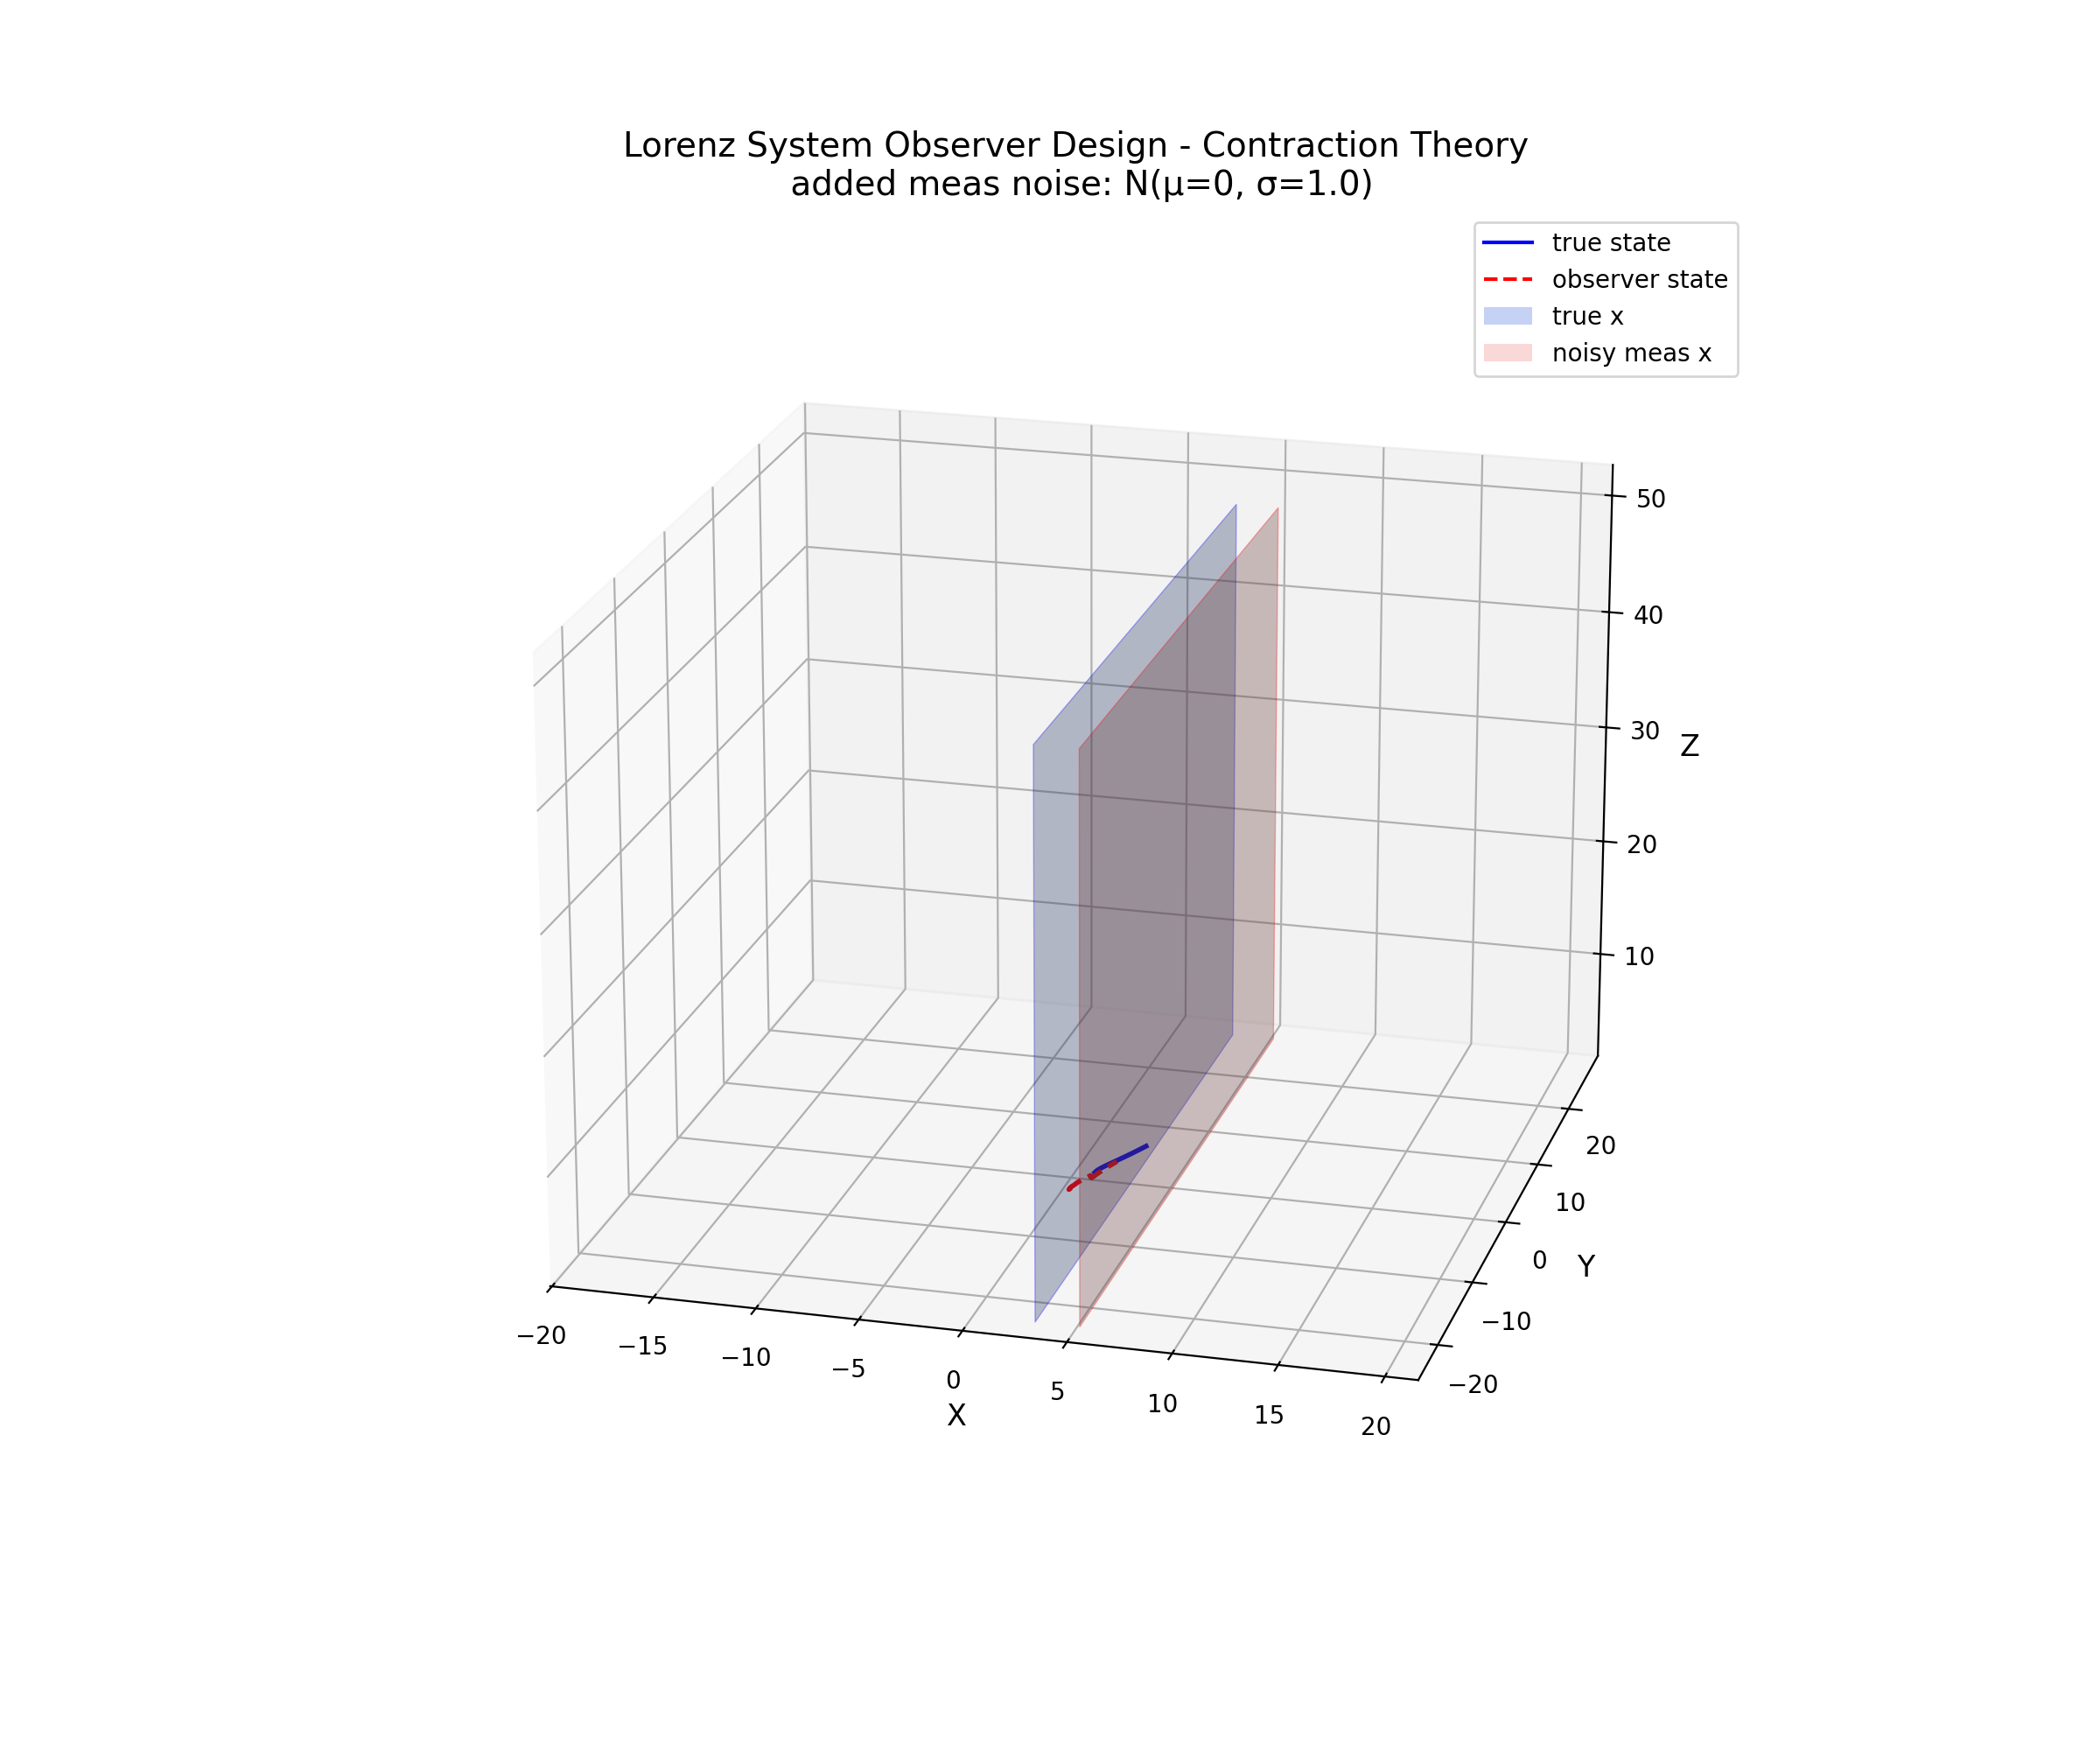 Lorenz System Observer Design - Contraction Theory
added meas noise: N(μ=0, σ=1.0)
true state
observer state
true x
noisy meas x
50
40
30
20
10
Z
20
10
0
−10
−20
Y
−20
−15
−10
−5
0
5
10
15
20
X